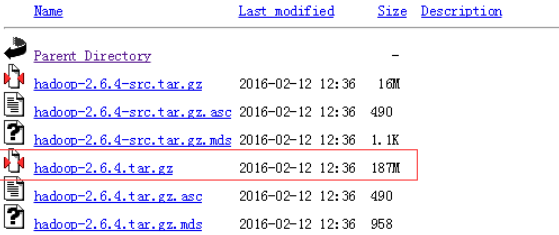 Name Last modified Size Description
Parent Directory -
hadoop-2.6.4-src.tar.gz 2016-02-12 12:36 16M
hadoop-2.6.4-src.tar.gz.asc 2016-02-12 12:36 490
hadoop-2.6.4-src.tar.gz.mds 2016-02-12 12:36 1.1K
hadoop-2.6.4.tar.gz 2016-02-12 12:36 187M
hadoop-2.6.4.tar.gz.asc 2016-02-12 12:36 490
hadoop-2.6.4.tar.gz.mds 2016-02-12 12:36 958